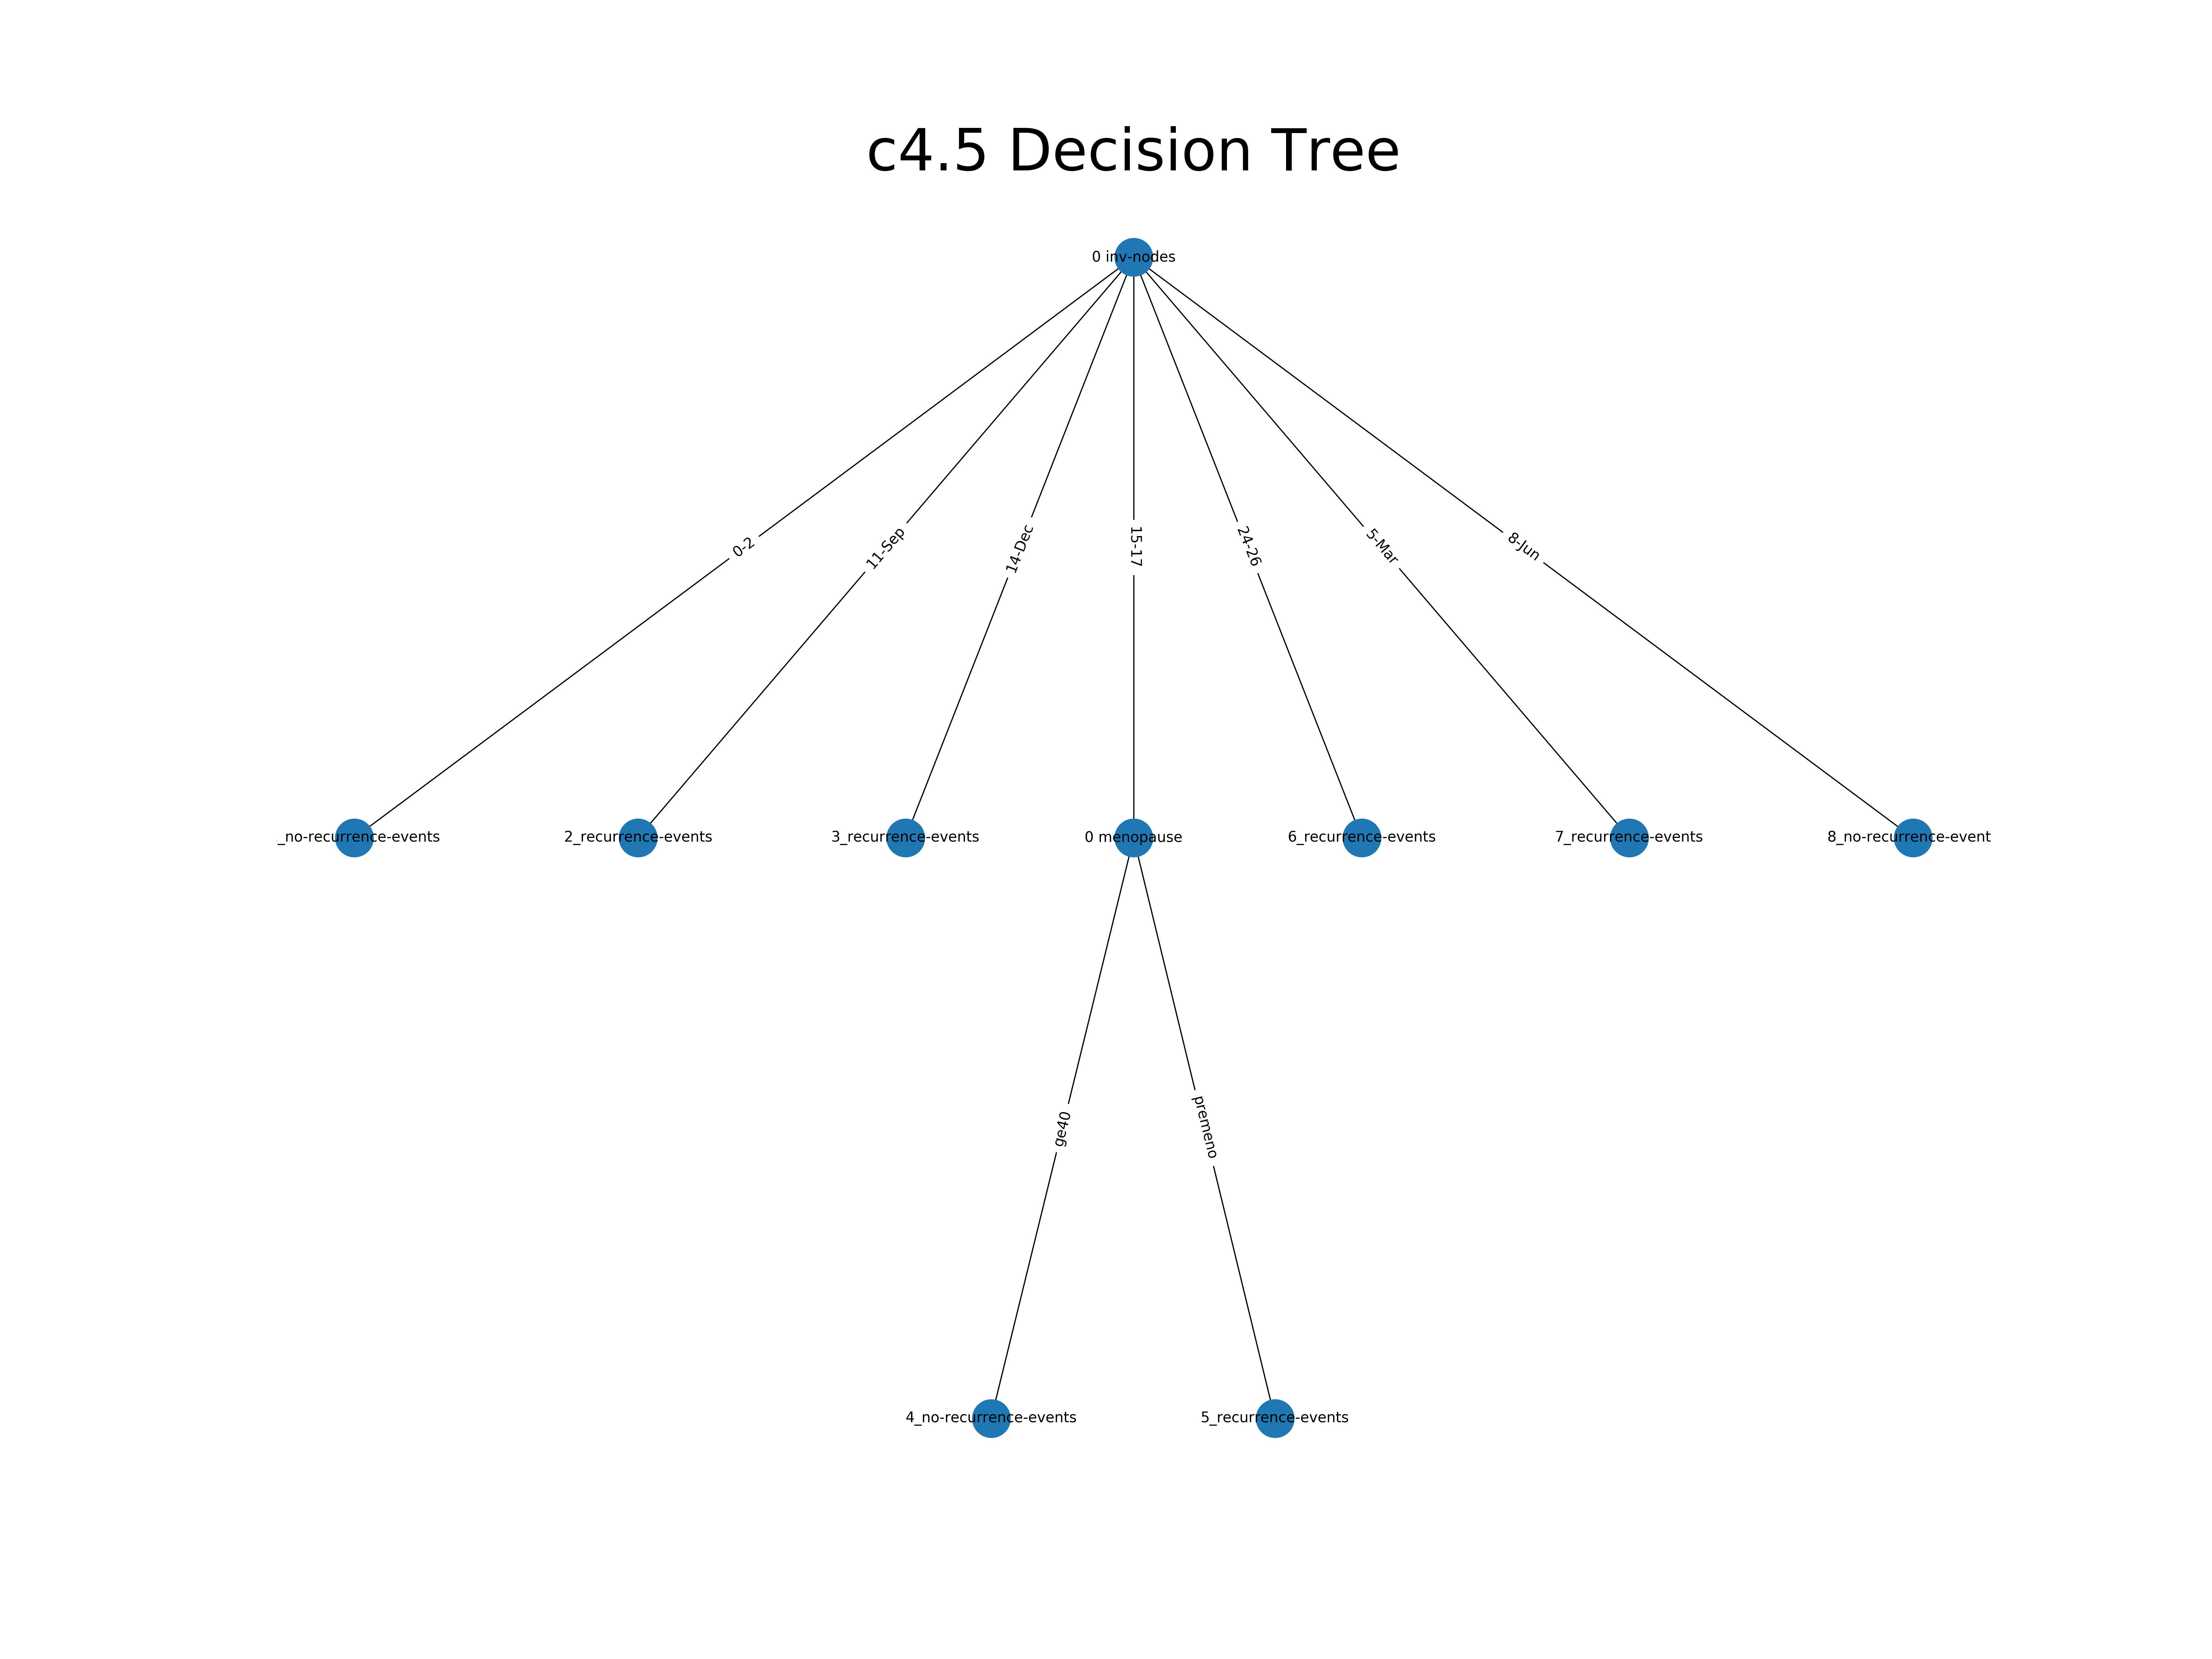 c4.5 Decision Tree
0 inv-nodes
0-2
11-Sep
14-Dec
15-17
24-26
5-Mar
8-Jun
_no-recurrence-events
2_recurrence-events
3_recurrence-events
0 menopause
6_recurrence-events
7_recurrence-events
8_no-recurrence-event
ge40
premeno
4_no-recurrence-events
5_recurrence-events